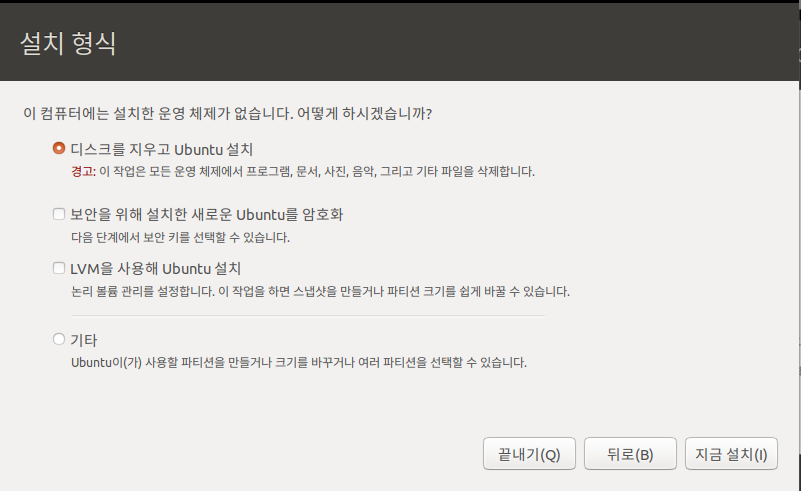 설치 형식
이 컴퓨터에는 설치한 운영 체제가 없습니다. 어떻게 하시겠습니까?
디스크를 지우고 Ubuntu 설치
경고: 이 작업은 모든 운영 체제에서 프로그램, 문서, 사진, 음악, 그리고 기타 파일을 삭제합니다.
보안을 위해 설치한 새로운 Ubuntu를 암호화
다음 단계에서 보안 키를 선택할 수 있습니다.
LVM을 사용해 Ubuntu 설치
논리 볼륨 관리를 설정합니다. 이 작업을 하면 스냅샷을 만들거나 파티션 크기를 쉽게 바꿀 수 있습니다.
기타
Ubuntu이(가) 사용할 파티션을 만들거나 크기를 바꾸거나 여러 파티션을 선택할 수 있습니다.
끝내기(Q) 뒤로(B) 지금 설치(I)